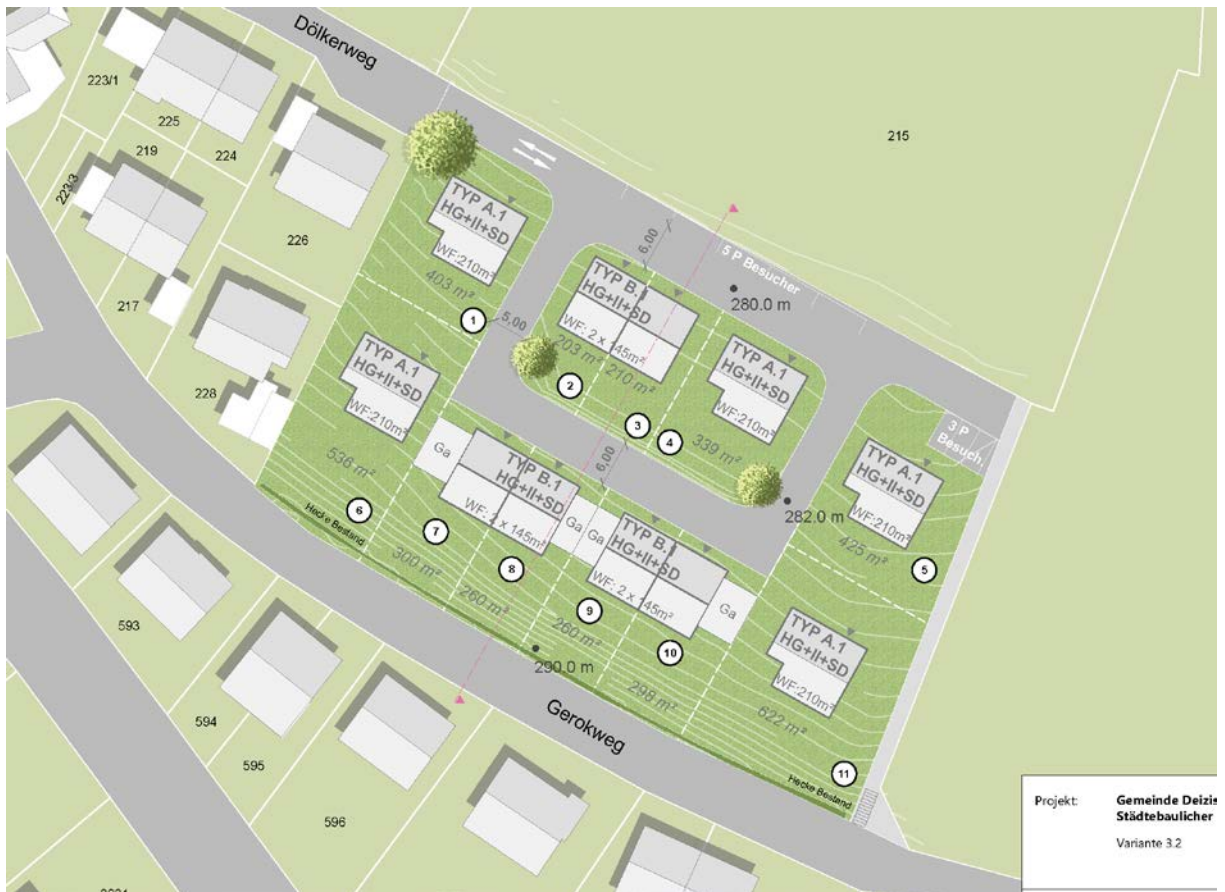 Dölkerweg
223/1
225
224
219
223/3
226
217
228
215
TYP A.1
HG+II+SD
WF:210m²
403 m²
1
5,00
6,00
TYP B.1
HG+II+SD
WF: 2 x 145m²
203 m²
210 m²
2
3
4
5 P Besucher
280.0 m
TYP A.1
HG+II+SD
WF:210m²
339 m²
3 P
Besuch.
TYP A.1
HG+II+SD
WF:210m²
425 m²
5
282.0 m
TYP A.1
HG+II+SD
WF:210m²
536 m²
6
Hecke Bestand
Ga
TYP B.1
HG+II+SD
WF: 2 x 145m²
300 m²
7
260 m²
8
Ga
Ga
6,00
TYP B.1
HG+II+SD
WF: 2 x 145m²
260 m²
9
298 m²
10
Ga
TYP A.1
HG+II+SD
WF:210m²
622 m²
11
Hecke Bestand
290.0 m
Gerokweg
593
594
595
596
Projekt:
Gemeinde Deizis
Städtebaulicher
Variante 3.2